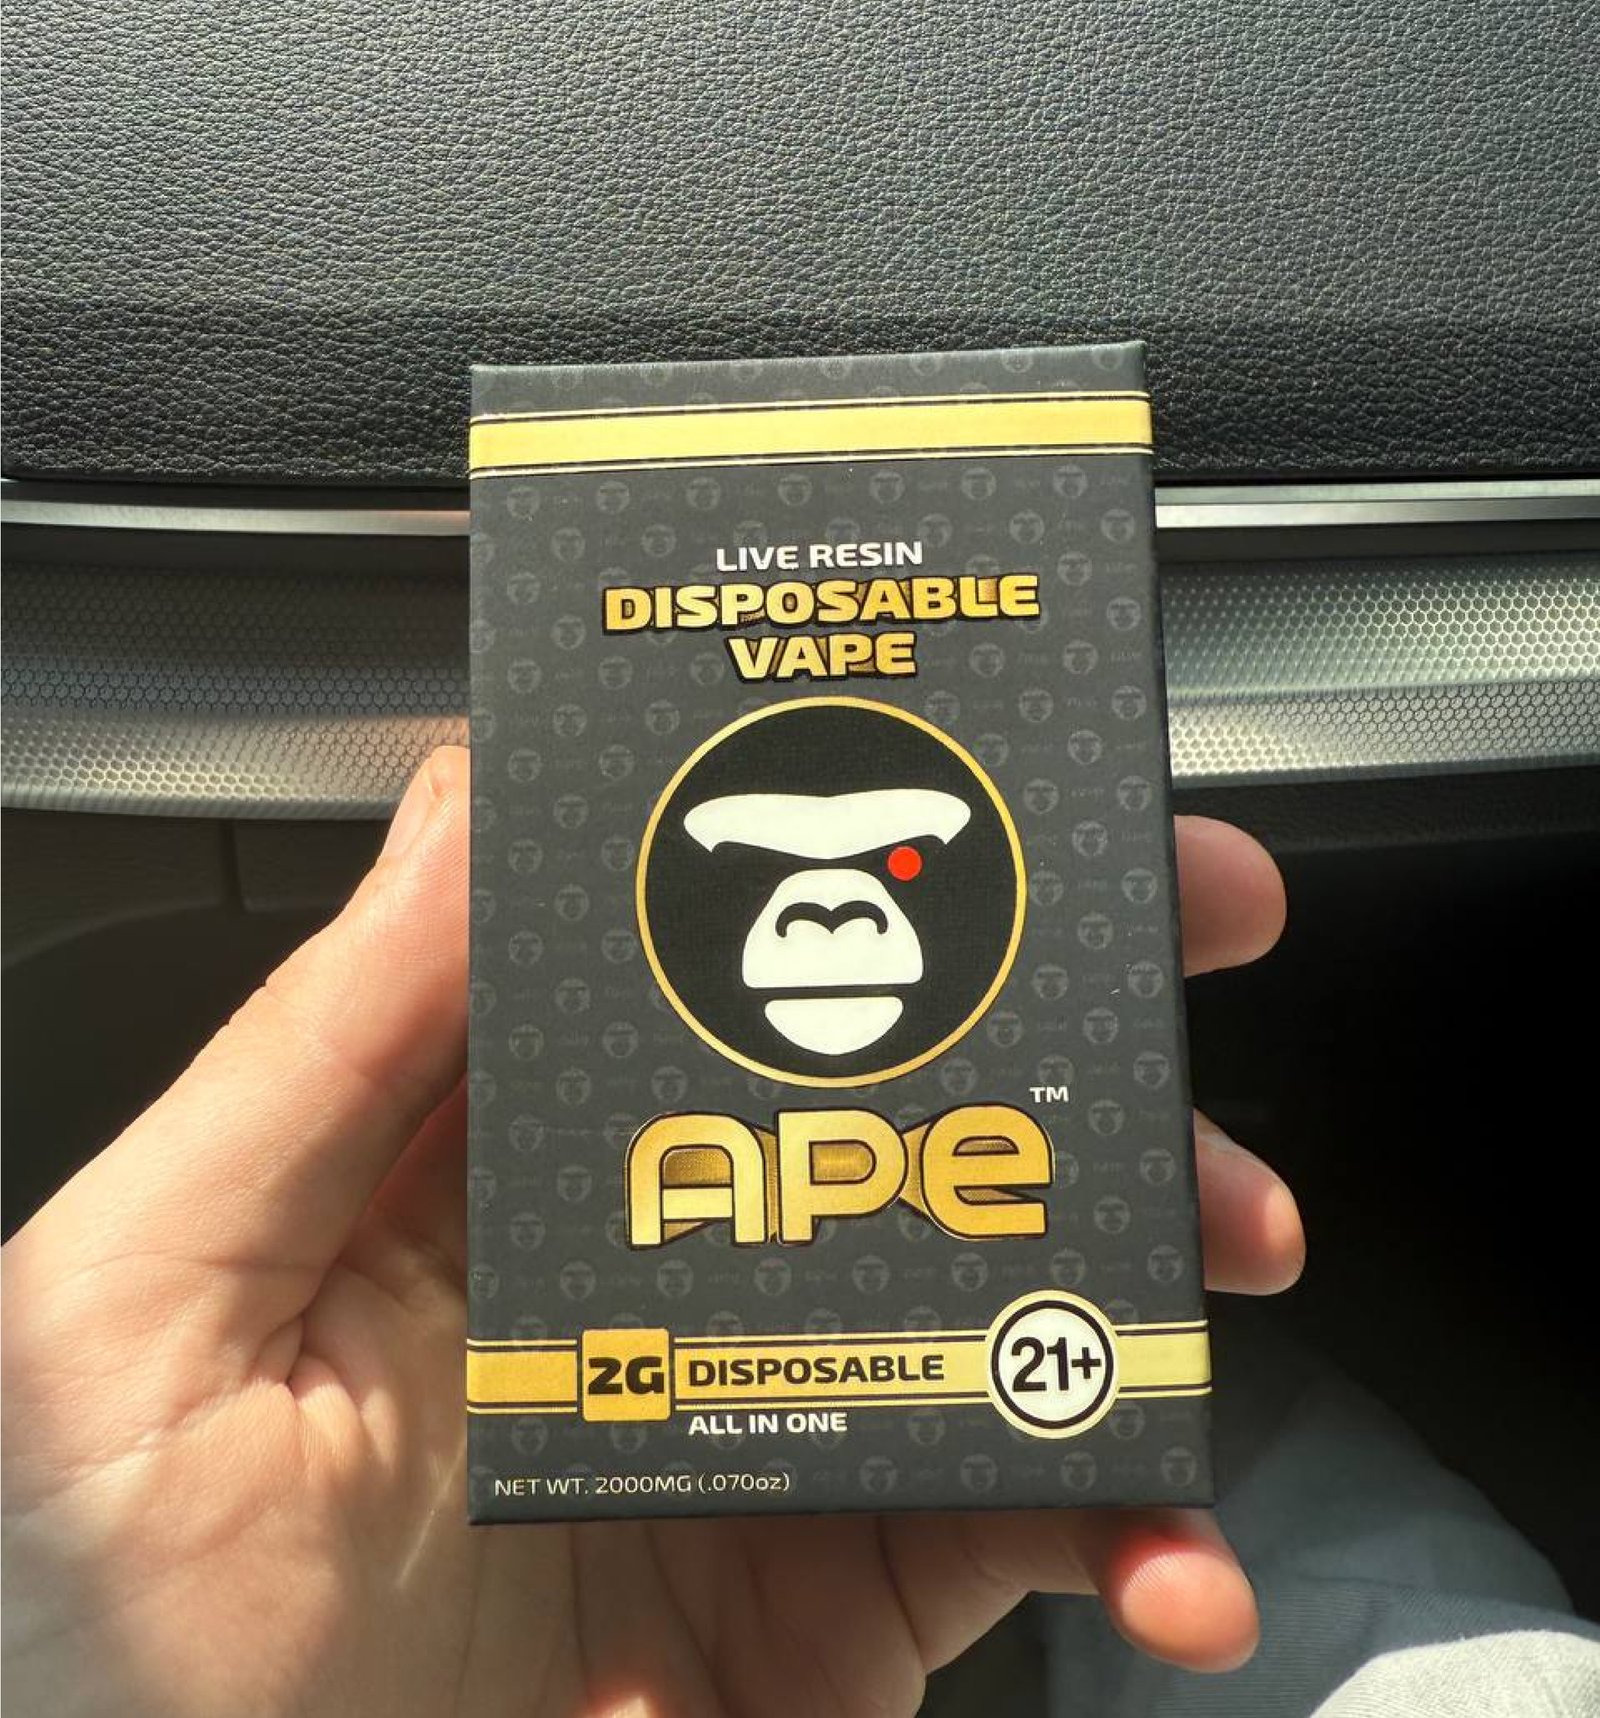 LIVE RESIN
DISPOSABLE
VAPE
APE™
2G DISPOSABLE 21+
ALL IN ONE
NET WT. 2000MG (.070oz)